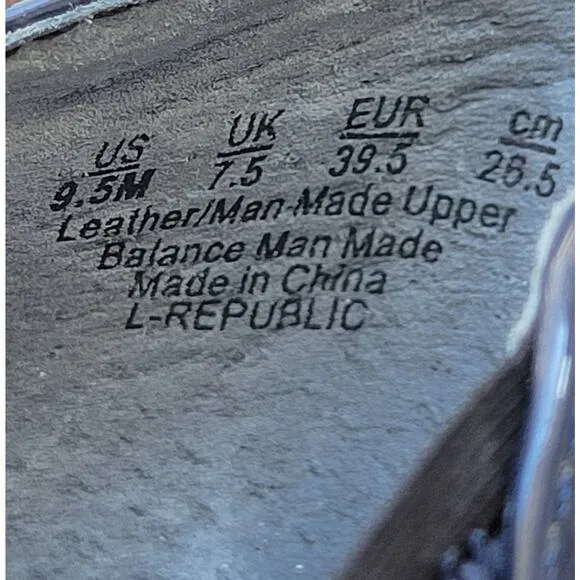 US UK EUR cm
9.5M 7.5 39.5 26.5
Leather/Man-Made Upper
Balance Man Made
Made in China
L-REPUBLIC